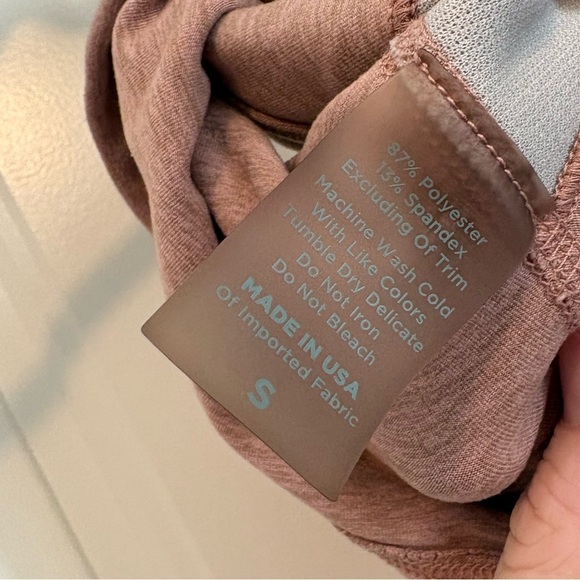 87% Polyester
13% Spandex
Excluding Of Trim
Machine Wash Cold
With Like Colors
Tumble Dry Delicate
Do Not Iron
Do Not Bleach
MADE IN USA
Of Imported Fabric
S